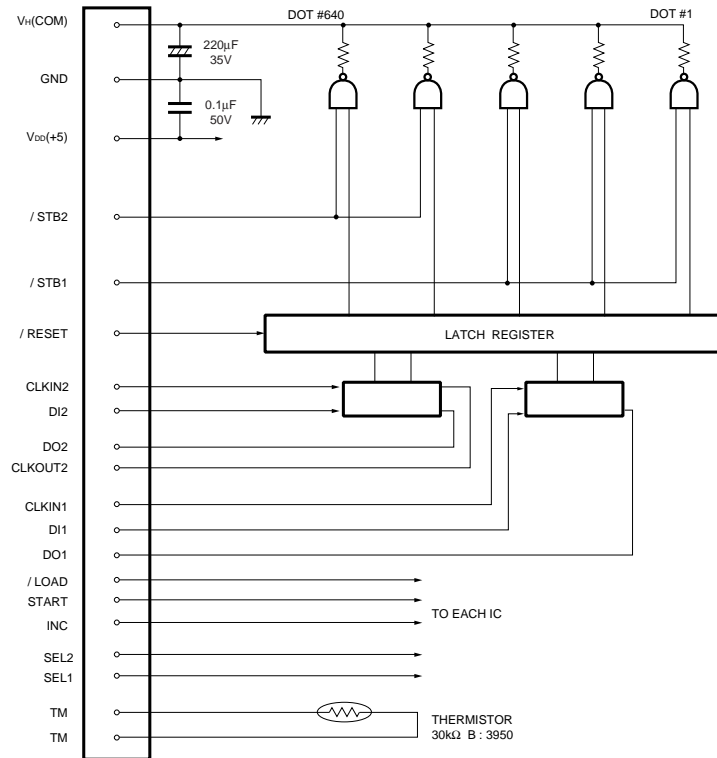 VH(COM)
DOT #640
DOT #1
220µF
35V
GND
0.1µF
50V
VDD(+5)
/ STB2
/ STB1
/ RESET
LATCH REGISTER
CLKIN2
DI2
DO2
CLKOUT2
CLKIN1
DI1
DO1
/ LOAD
START
TO EACH IC
INC
SEL2
SEL1
TM
THERMISTOR
30kΩ B : 3950
TM